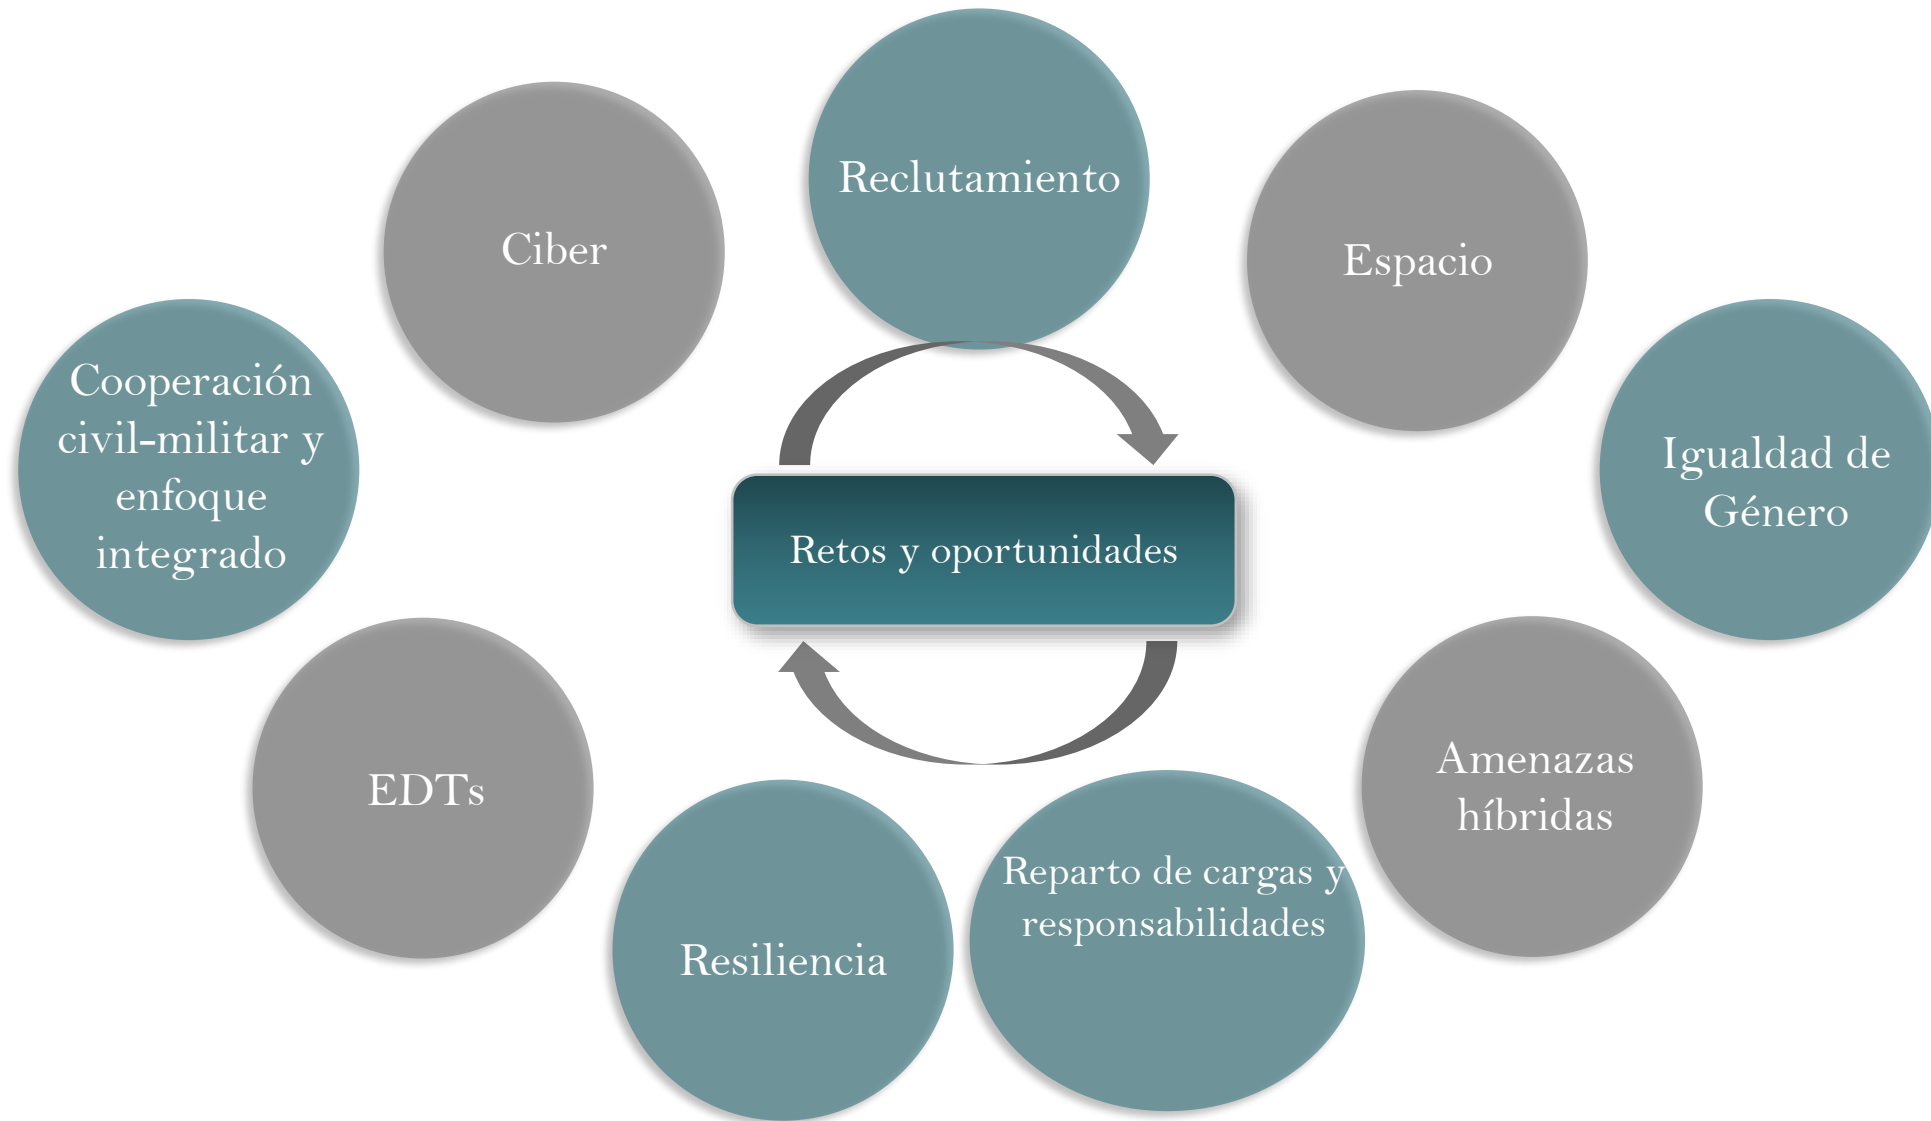 Reclutamiento
Ciber
Espacio
Cooperación
civil-militar y
enfoque
integrado
Igualdad de
Género
Retos y oportunidades
EDTs
Amenazas
híbridas
Resiliencia
Reparto de cargas y
responsabilidades